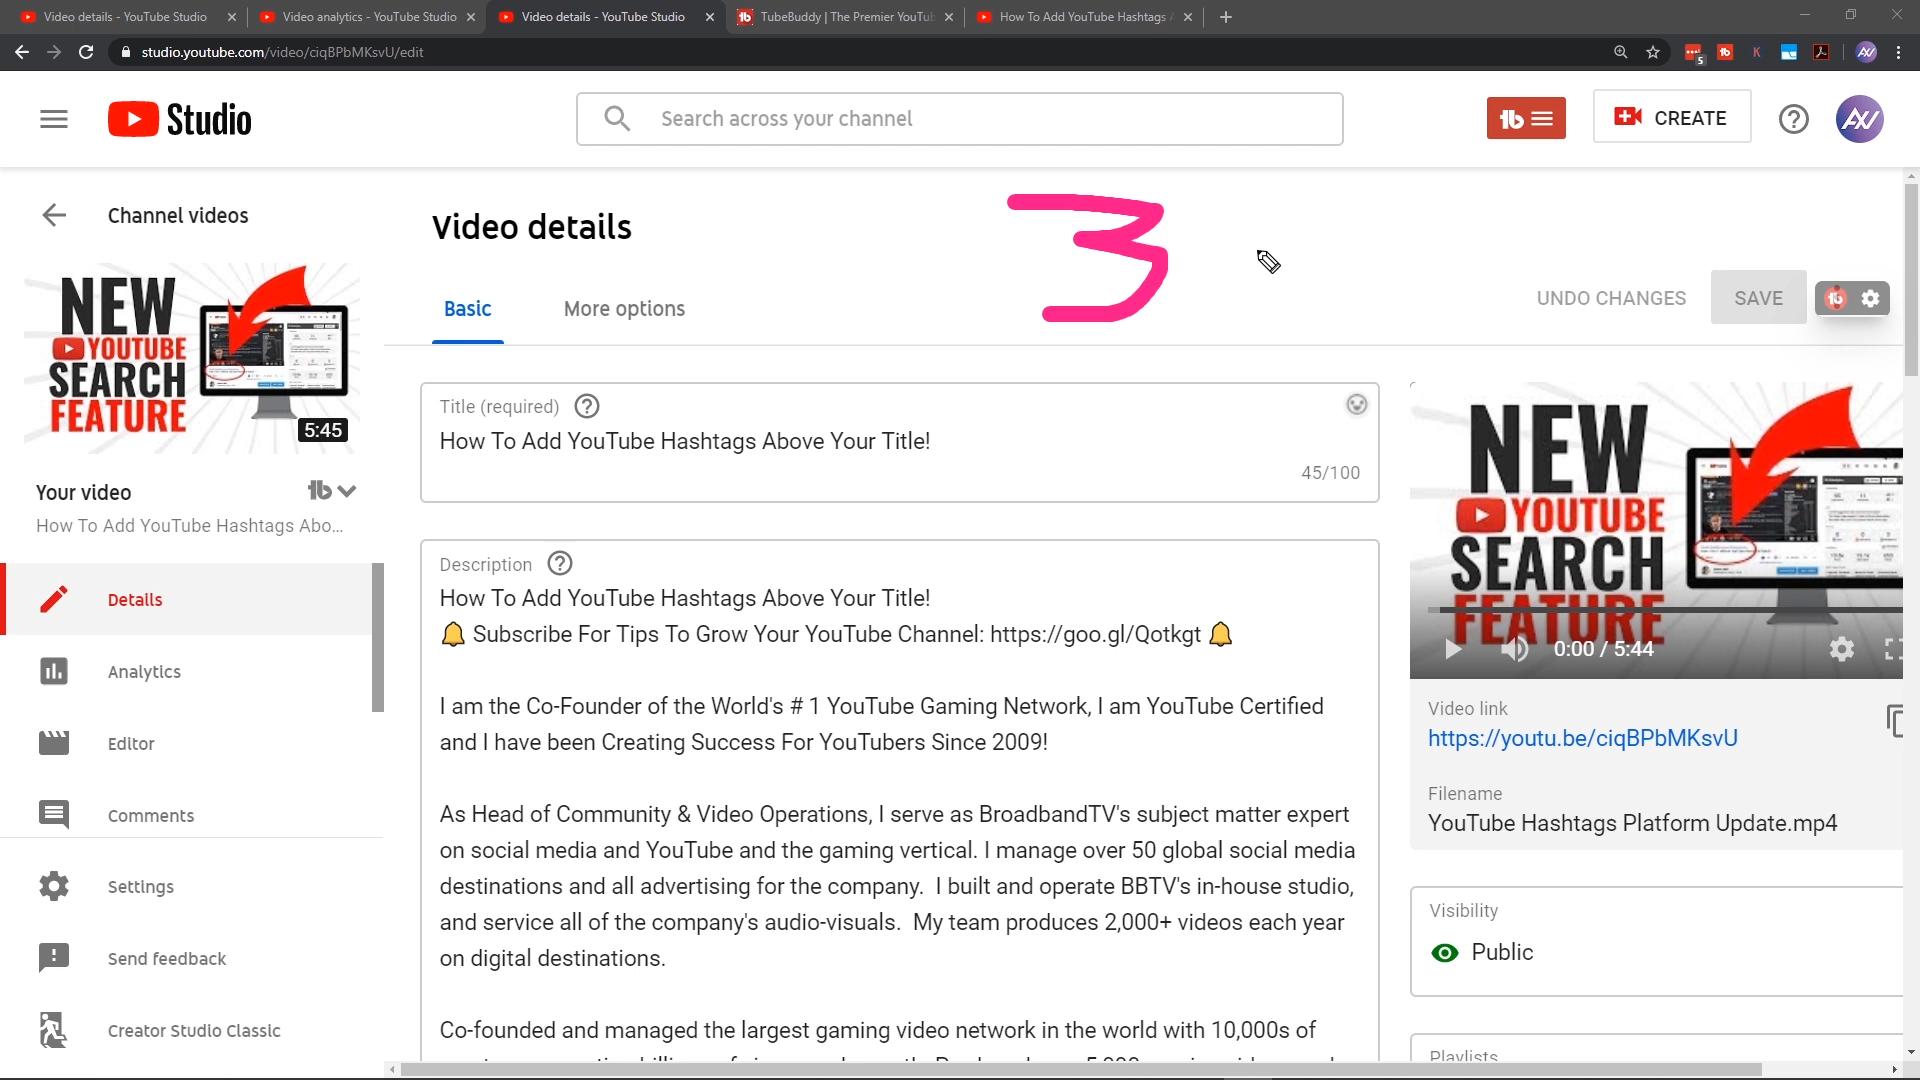 Video details - YouTube Studio
Video analytics - YouTube Studio
Video details - YouTube Studio
TubeBuddy | The Premier YouTub
How To Add YouTube Hashtags A
studio.youtube.com/video/ciqBPbMKsvU/edit
5
Studio
Search across your channel
CREATE
Channel videos
Video details
3
Basic
More options
UNDO CHANGES
SAVE
NEW
YOUTUBE
SEARCH
FEATURE
5:45
Your video
How To Add YouTube Hashtags Abo...
Details
Analytics
Editor
Comments
Settings
Send feedback
Creator Studio Classic
Title (required)
How To Add YouTube Hashtags Above Your Title!
45/100
Description
How To Add YouTube Hashtags Above Your Title!
🔔 Subscribe For Tips To Grow Your YouTube Channel: https://goo.gl/Qotkgt 🔔
I am the Co-Founder of the World's # 1 YouTube Gaming Network, I am YouTube Certified
and I have been Creating Success For YouTubers Since 2009!
As Head of Community & Video Operations, I serve as BroadbandTV's subject matter expert
on social media and YouTube and the gaming vertical. I manage over 50 global social media
destinations and all advertising for the company.  I built and operate BBTV's in-house studio,
and service all of the company's audio-visuals.  My team produces 2,000+ videos each year
on digital destinations.
Co-founded and managed the largest gaming video network in the world with 10,000s of
NEW
YOUTUBE
SEARCH
FEATURE
0:00 / 5:44
Video link
https://youtu.be/ciqBPbMKsvU
Filename
YouTube Hashtags Platform Update.mp4
Visibility
Public
Playlists